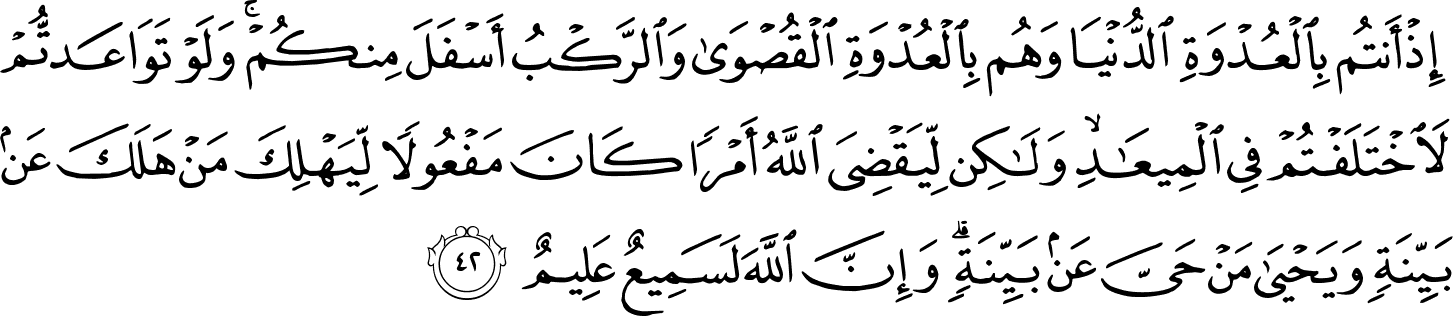 إِذْ أَنتُم بِٱلْعُدْوَةِ ٱلدُّنْيَا وَهُم بِٱلْعُدْوَةِ ٱلْقُصْوَىٰ وَٱلرَّكْبُ أَسْفَلَ مِنكُمْ ۚ وَلَوْ تَوَاعَدتُّمْ
لَٱخْتَلَفْتُمْ فِى ٱلْمِيعَـٰدِ ۙ وَلَـٰكِن لِّيَقْضِىَ ٱللَّهُ أَمْرًا كَانَ مَفْعُولًا لِّيَهْلِكَ مَنْ هَلَكَ عَنۢ
بَيِّنَةٍ وَيَحْيَىٰ مَنْ حَىَّ عَنۢ بَيِّنَةٍ ۗ وَإِنَّ ٱللَّهَ لَسَمِيعٌ عَلِيمٌ ٤٢